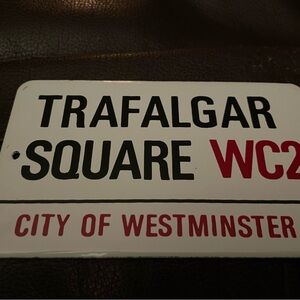 TRAFALGAR
SQUARE WC2
CITY OF WESTMINSTER